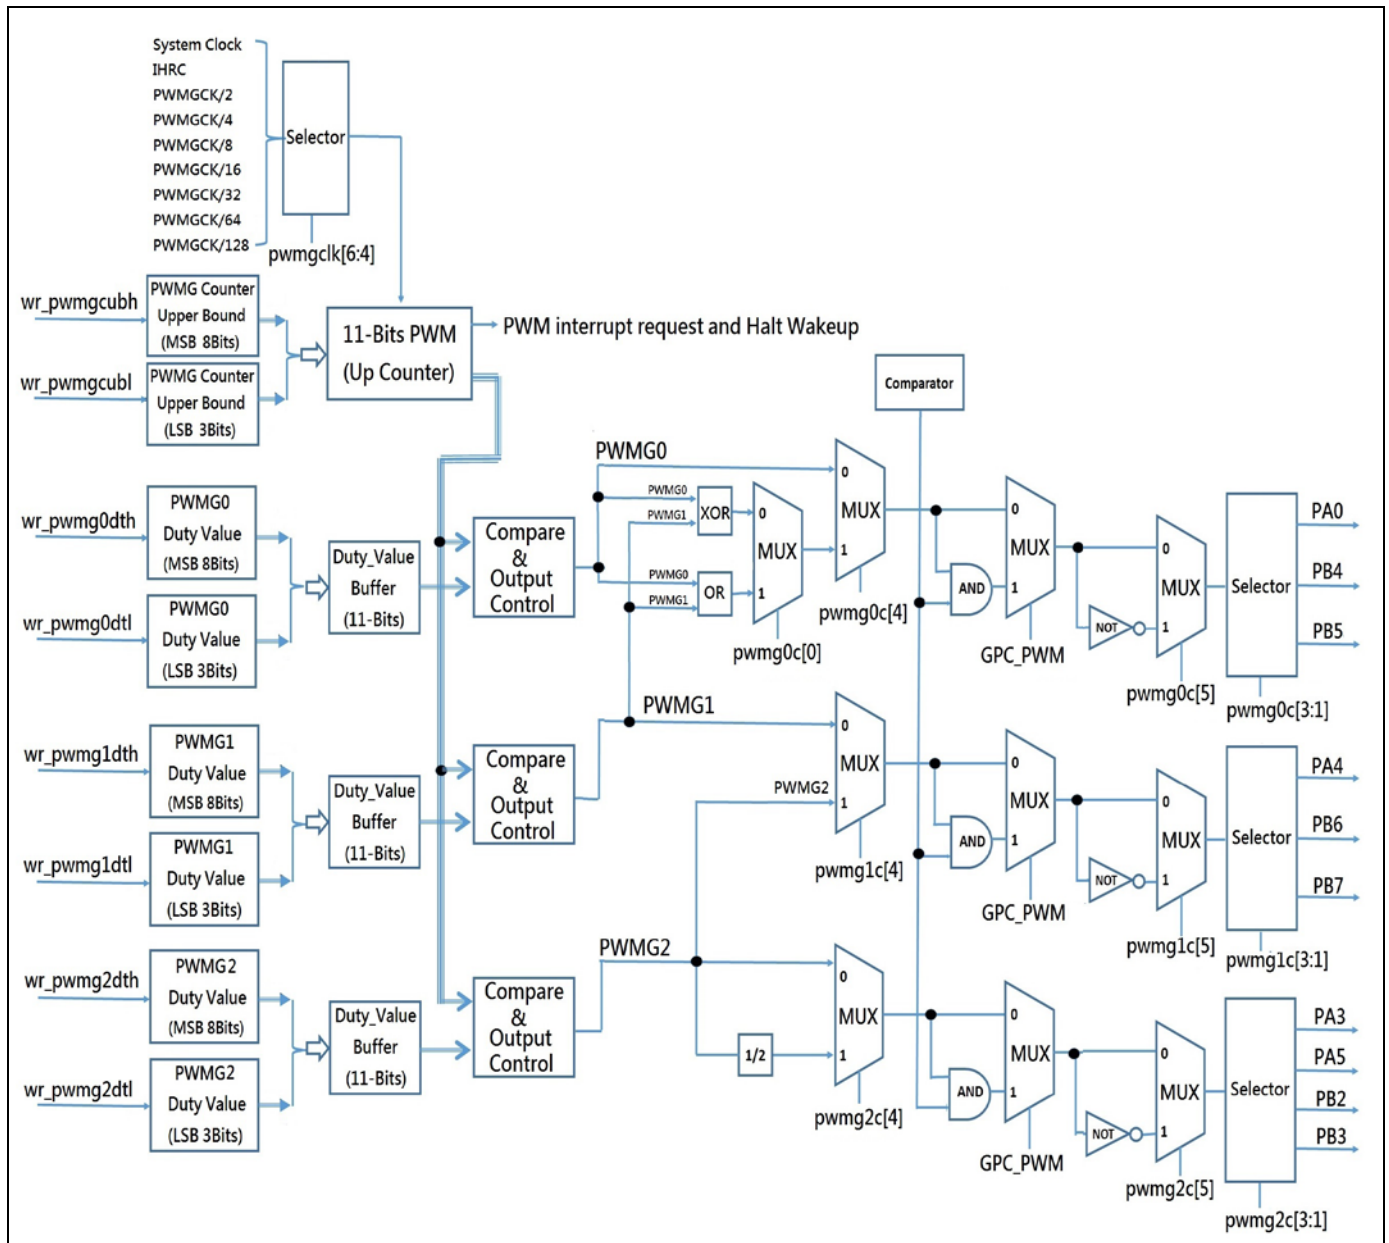 System Clock
IHRC
PWMGCK/2
PWMGCK/4
PWMGCK/8
PWMGCK/16
PWMGCK/32
PWMGCK/64
PWMGCK/128
Selector
pwmgclk[6:4]
wr_pwmgcubh
PWMG Counter
Upper Bound
(MSB 8Bits)
wr_pwmgcubl
PWMG Counter
Upper Bound
(LSB 3Bits)
11-Bits PWM
(Up Counter)
PWM interrupt request and Halt Wakeup
Comparator
wr_pwmg0dth
PWMG0
Duty Value
(MSB 8Bits)
wr_pwmg0dtl
PWMG0
Duty Value
(LSB 3Bits)
Duty_Value
Buffer
(11-Bits)
Compare
&
Output
Control
PWMG0
PWMG0
PWMG1
XOR
PWMG0
PWMG1
OR
0
MUX
1
pwmg0c[0]
0
MUX
1
pwmg0c[4]
AND
0
MUX
1
GPC_PWM
NOT
0
MUX
1
pwmg0c[5]
Selector
pwmg0c[3:1]
PA0
PB4
PB5
wr_pwmg1dth
PWMG1
Duty Value
(MSB 8Bits)
wr_pwmg1dtl
PWMG1
Duty Value
(LSB 3Bits)
Duty_Value
Buffer
(11-Bits)
Compare
&
Output
Control
PWMG1
PWMG2
0
MUX
1
pwmg1c[4]
AND
0
MUX
1
GPC_PWM
NOT
0
MUX
1
pwmg1c[5]
Selector
pwmg1c[3:1]
PA4
PB6
PB7
wr_pwmg2dth
PWMG2
Duty Value
(MSB 8Bits)
wr_pwmg2dtl
PWMG2
Duty Value
(LSB 3Bits)
Duty_Value
Buffer
(11-Bits)
Compare
&
Output
Control
PWMG2
1/2
0
MUX
1
pwmg2c[4]
AND
0
MUX
1
GPC_PWM
NOT
0
MUX
1
pwmg2c[5]
Selector
pwmg2c[3:1]
PA3
PA5
PB2
PB3